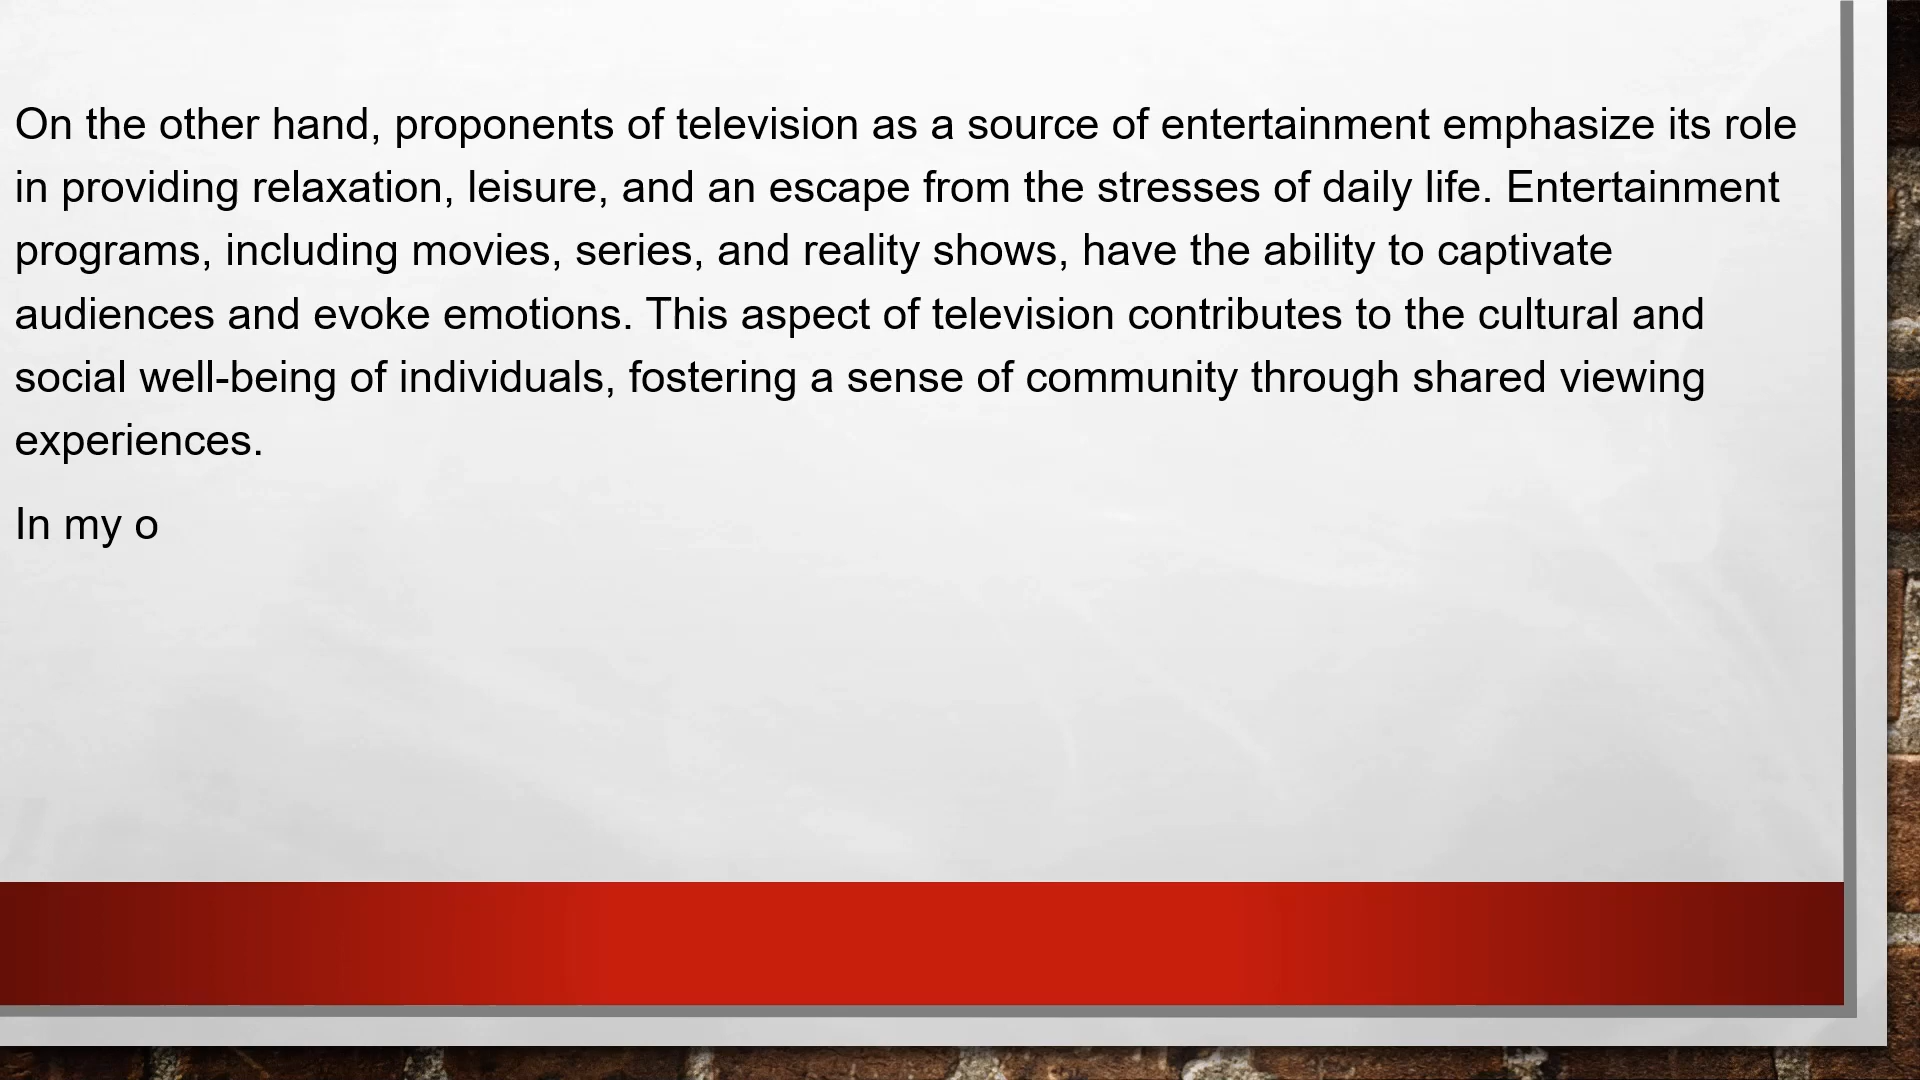 On the other hand, proponents of television as a source of entertainment emphasize its role
in providing relaxation, leisure, and an escape from the stresses of daily life. Entertainment
programs, including movies, series, and reality shows, have the ability to captivate
audiences and evoke emotions. This aspect of television contributes to the cultural and
social well-being of individuals, fostering a sense of community through shared viewing
experiences.
In my o